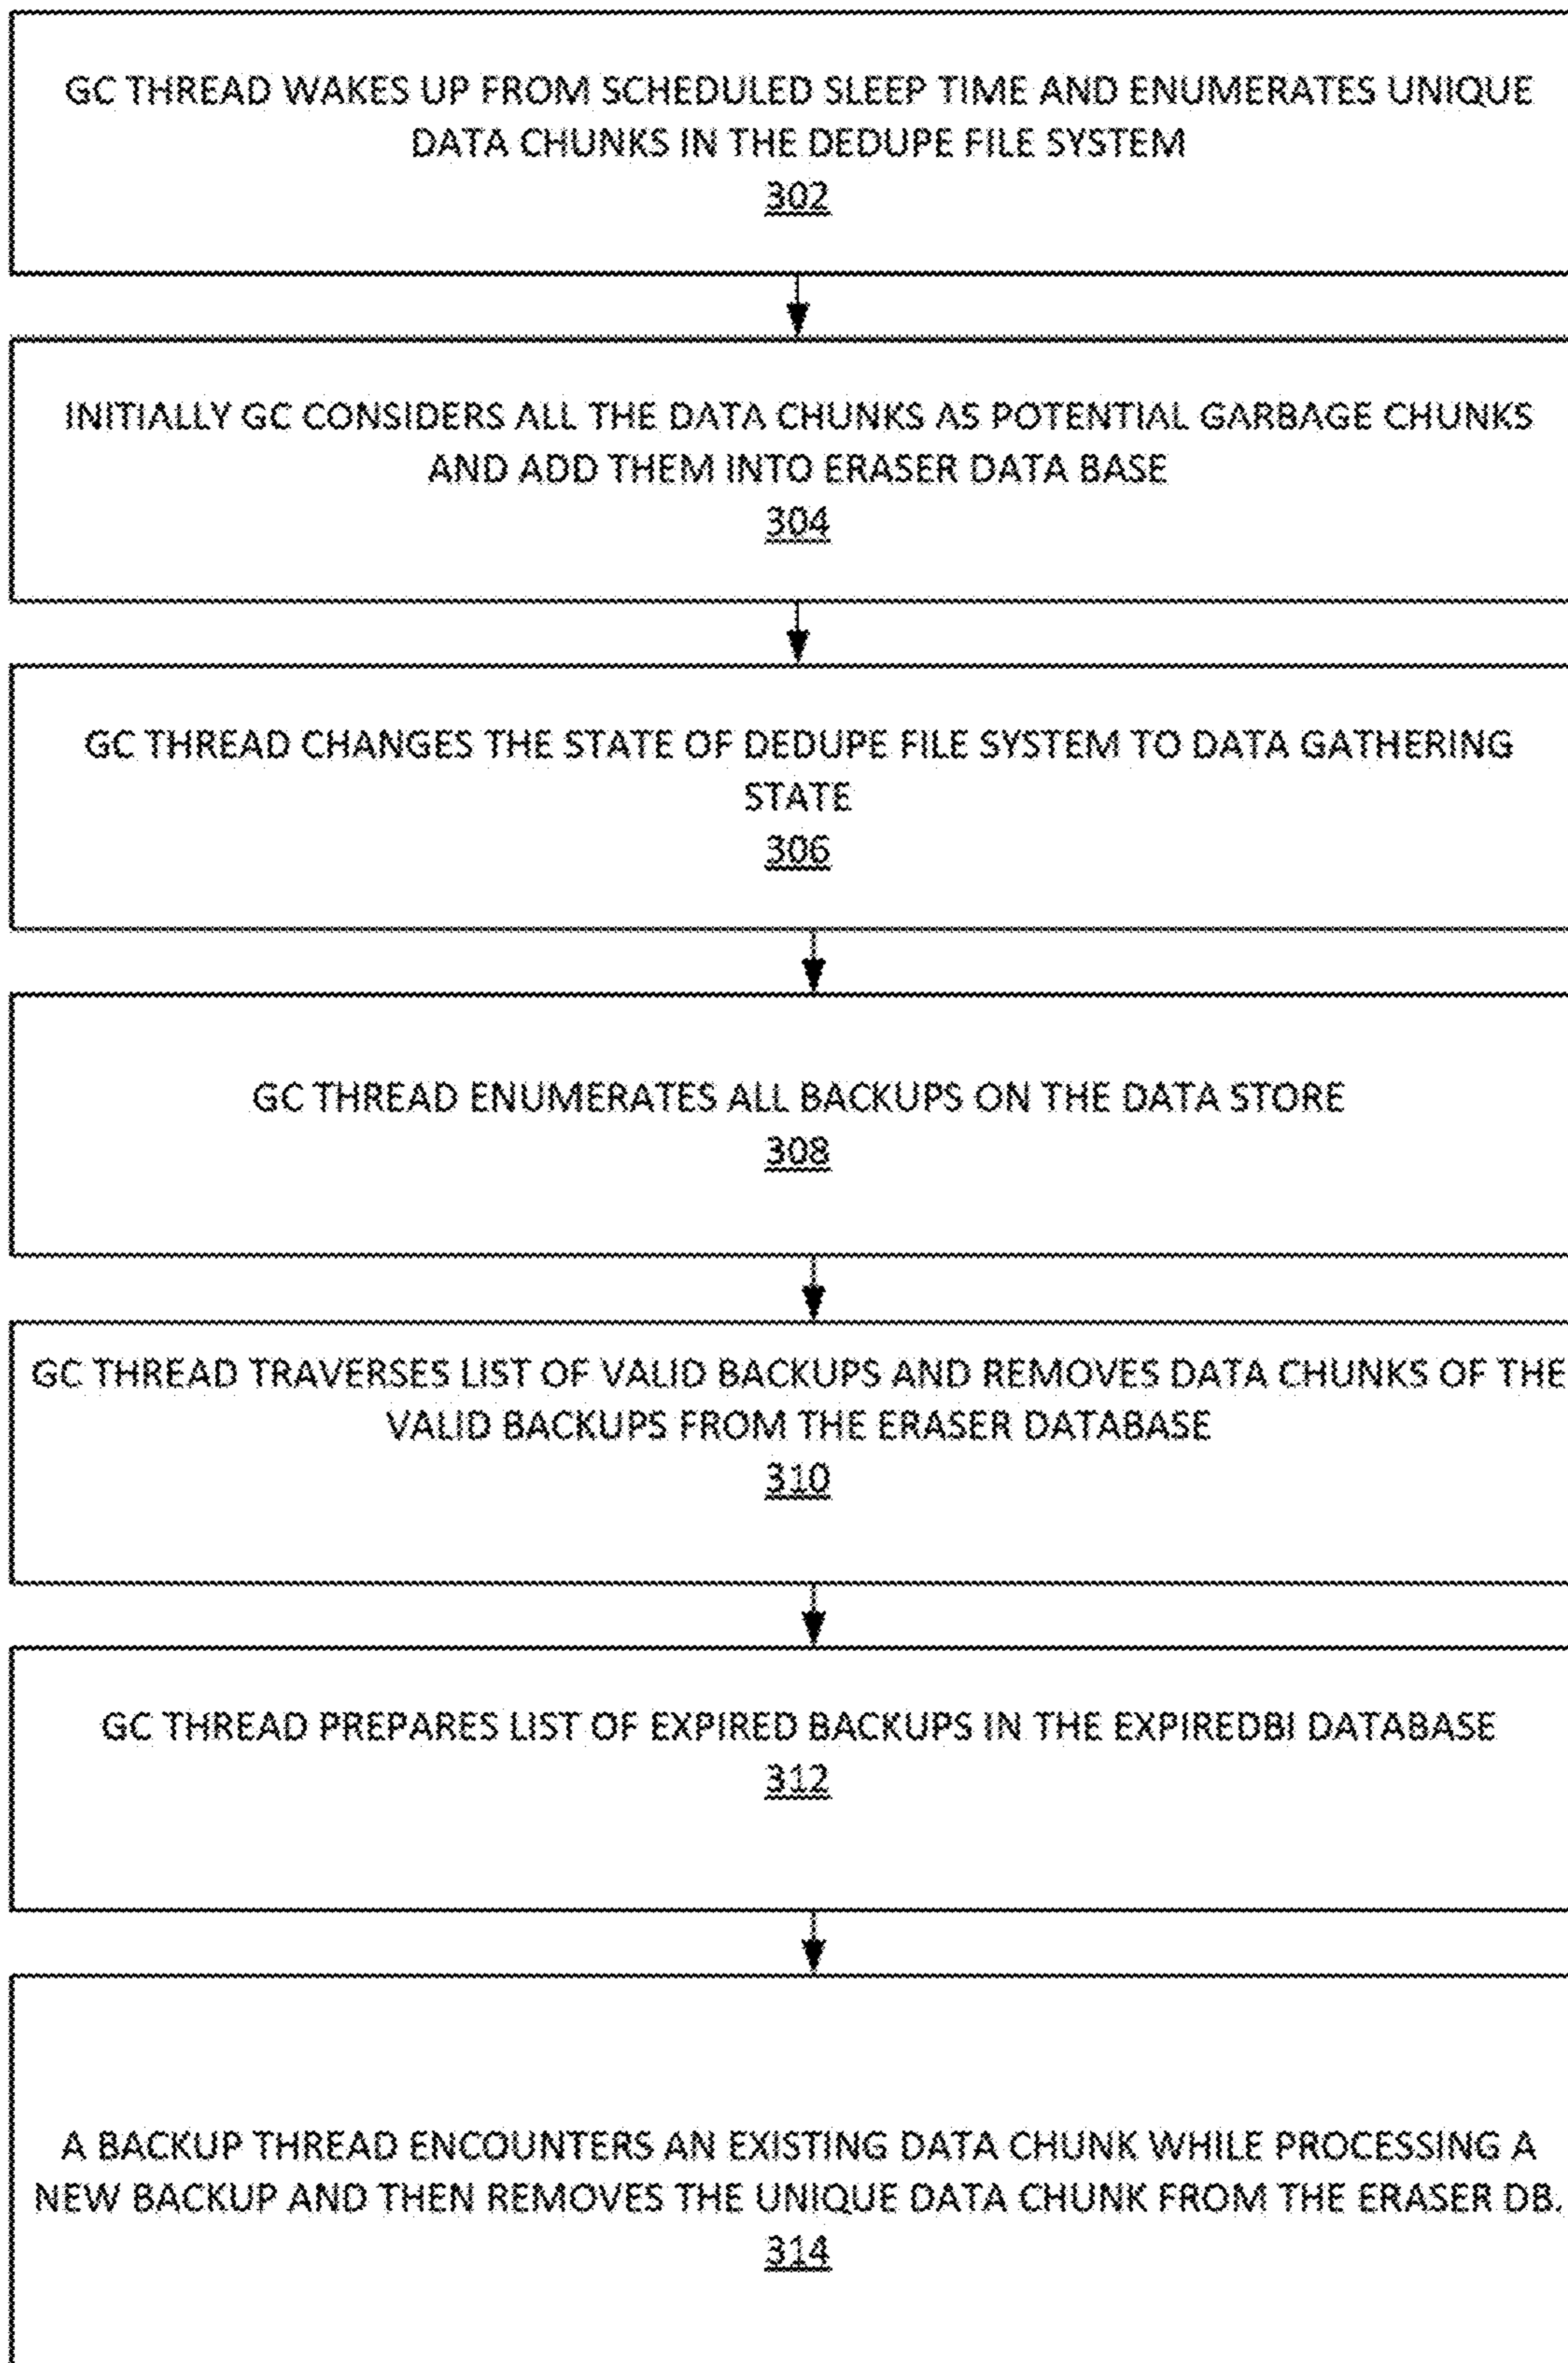 GC THREAD WAKES UP FROM SCHEDULED SLEEP TIME AND ENUMERATES UNIQUE
DATA CHUNKS IN THE DEDUPE FILE SYSTEM
302
INITIALLY GC CONSIDERS ALL THE DATA CHUNKS AS POTENTIAL GARBAGE CHUNKS
AND ADD THEM INTO ERASER DATA BASE
304
GC THREAD CHANGES THE STATE OF DEDUPE FILE SYSTEM TO DATA GATHERING
STATE
306
GC THREAD ENUMERATES ALL BACKUPS ON THE DATA STORE
308
GC THREAD TRAVERSES LIST OF VALID BACKUPS AND REMOVES DATA CHUNKS OF THE
VALID BACKUPS FROM THE ERASER DATABASE
310
GC THREAD PREPARES LIST OF EXPIRED BACKUPS IN THE EXPIREDBI DATABASE
312
A BACKUP THREAD ENCOUNTERS AN EXISTING DATA CHUNK WHILE PROCESSING A
NEW BACKUP AND THEN REMOVES THE UNIQUE DATA CHUNK FROM THE ERASER DB.
314